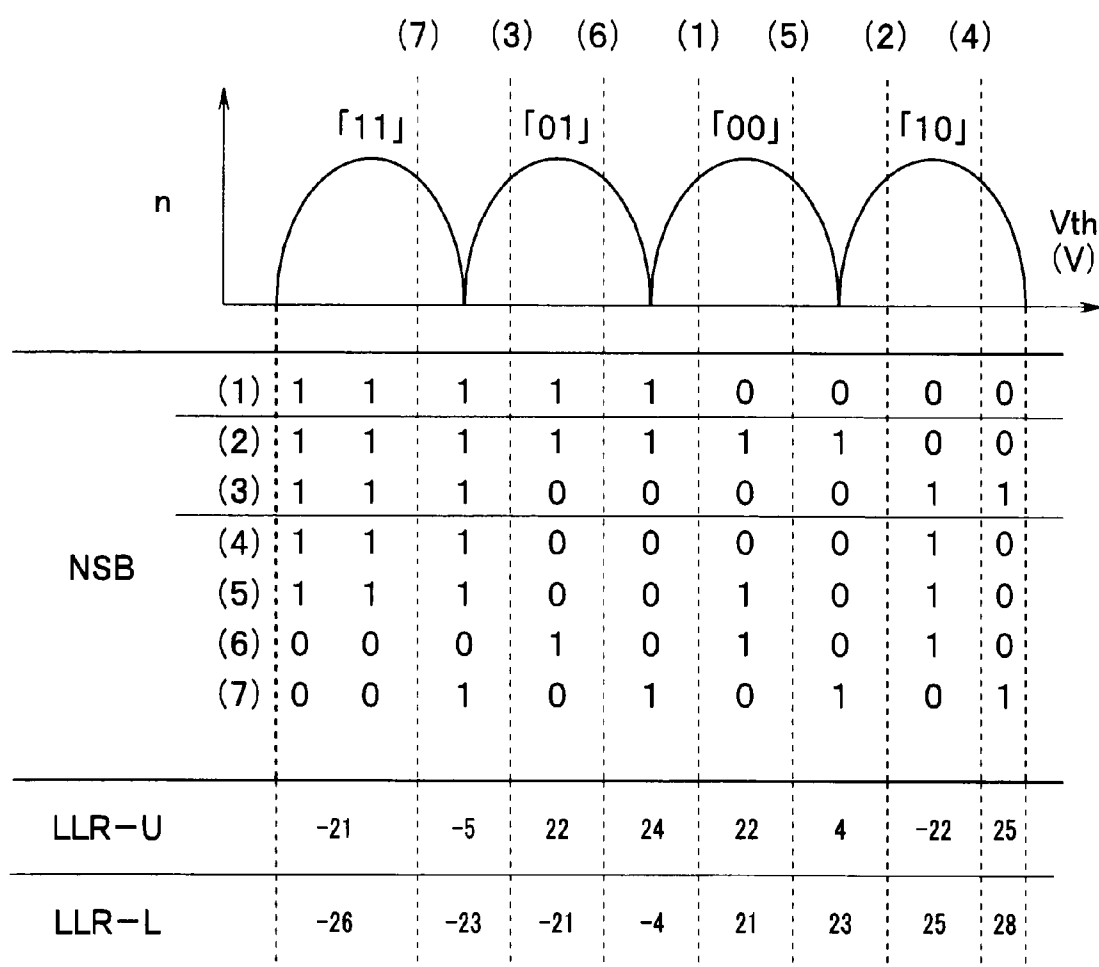 (7) (3) (6) (1) (5) (2) (4)
「11」 「01」 「00」 「10」
n
Vth
(V)
(1) 1 1 1 1 1 0 0 0 0
(2) 1 1 1 1 1 1 1 0 0
(3) 1 1 1 0 0 0 0 1 1
NSB
(4) 1 1 1 0 0 0 0 1 0
(5) 1 1 1 0 0 1 0 1 0
(6) 0 0 0 1 0 1 0 1 0
(7) 0 0 1 0 1 0 1 0 1
LLR-U -21 -5 22 24 22 4 -22 25
LLR-L -26 -23 -21 -4 21 23 25 28